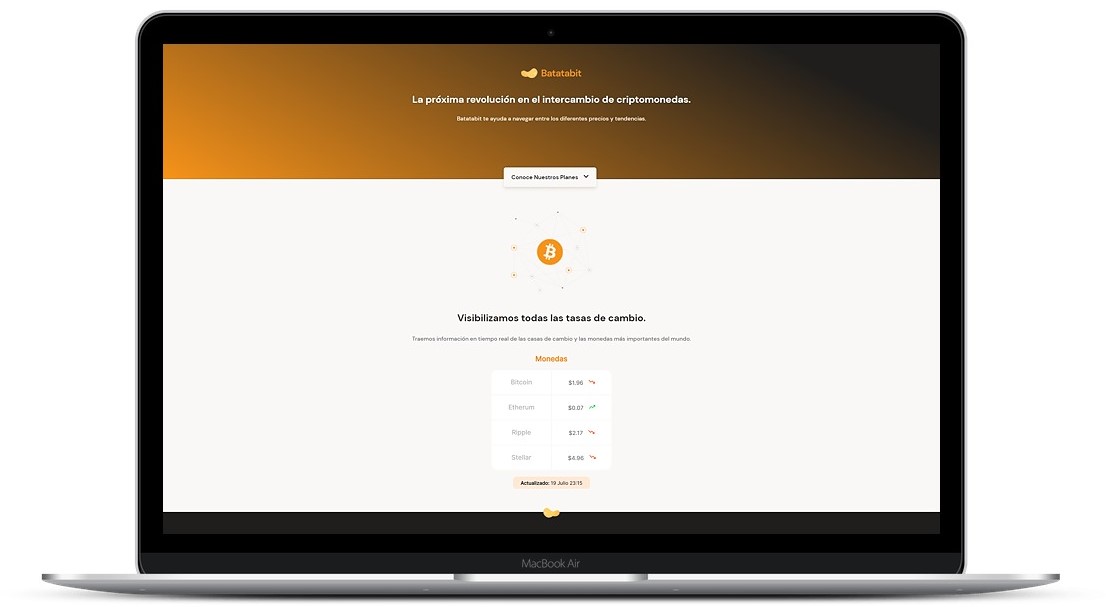 Batatabit
La próxima revolución en el intercambio de criptomonedas.
Batatabit te ayuda a navegar entre los diferentes precios y tendencias.
Conoce Nuestros Planes
Visibilizamos todas las tasas de cambio.
Traemos información en tiempo real de las casas de cambio y las monedas más importantes del mundo.
Monedas
Bitcoin $1.96
Etherum $0.07
Ripple $2.17
Stellar $4.96
Actualizado: 19 Julio 23:15
MacBook Air